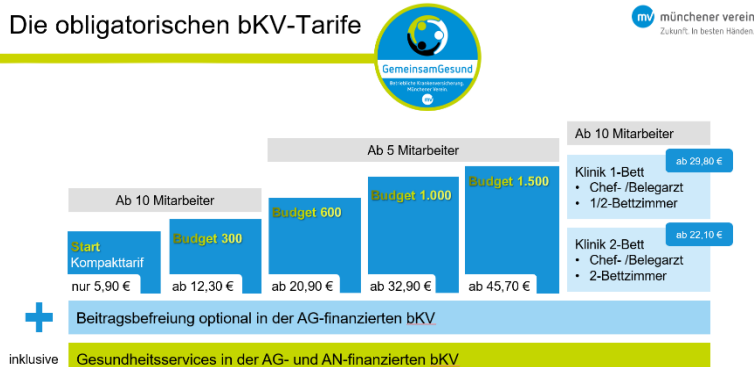 Die obligatorischen bKV-Tarife
mv münchener verein
Zukunft. In besten Händen.
GemeinsamGesund
Betriebliche Krankenversicherung.
Münchener Verein.
mv
Ab 10 Mitarbeiter
Start
Kompakttarif
nur 5,90 €
Budget 300
ab 12,30 €
Ab 5 Mitarbeiter
Budget 600
ab 20,90 €
Budget 1.000
ab 32,90 €
Budget 1.500
ab 45,70 €
Ab 10 Mitarbeiter
ab 29,80 €
Klinik 1-Bett
• Chef- /Belegarzt
• 1/2-Bettzimmer
ab 22,10 €
Klinik 2-Bett
• Chef- /Belegarzt
• 2-Bettzimmer
+ Beitragsbefreiung optional in der AG-finanzierten bKV
inklusive Gesundheitsservices in der AG- und AN-finanzierten bKV